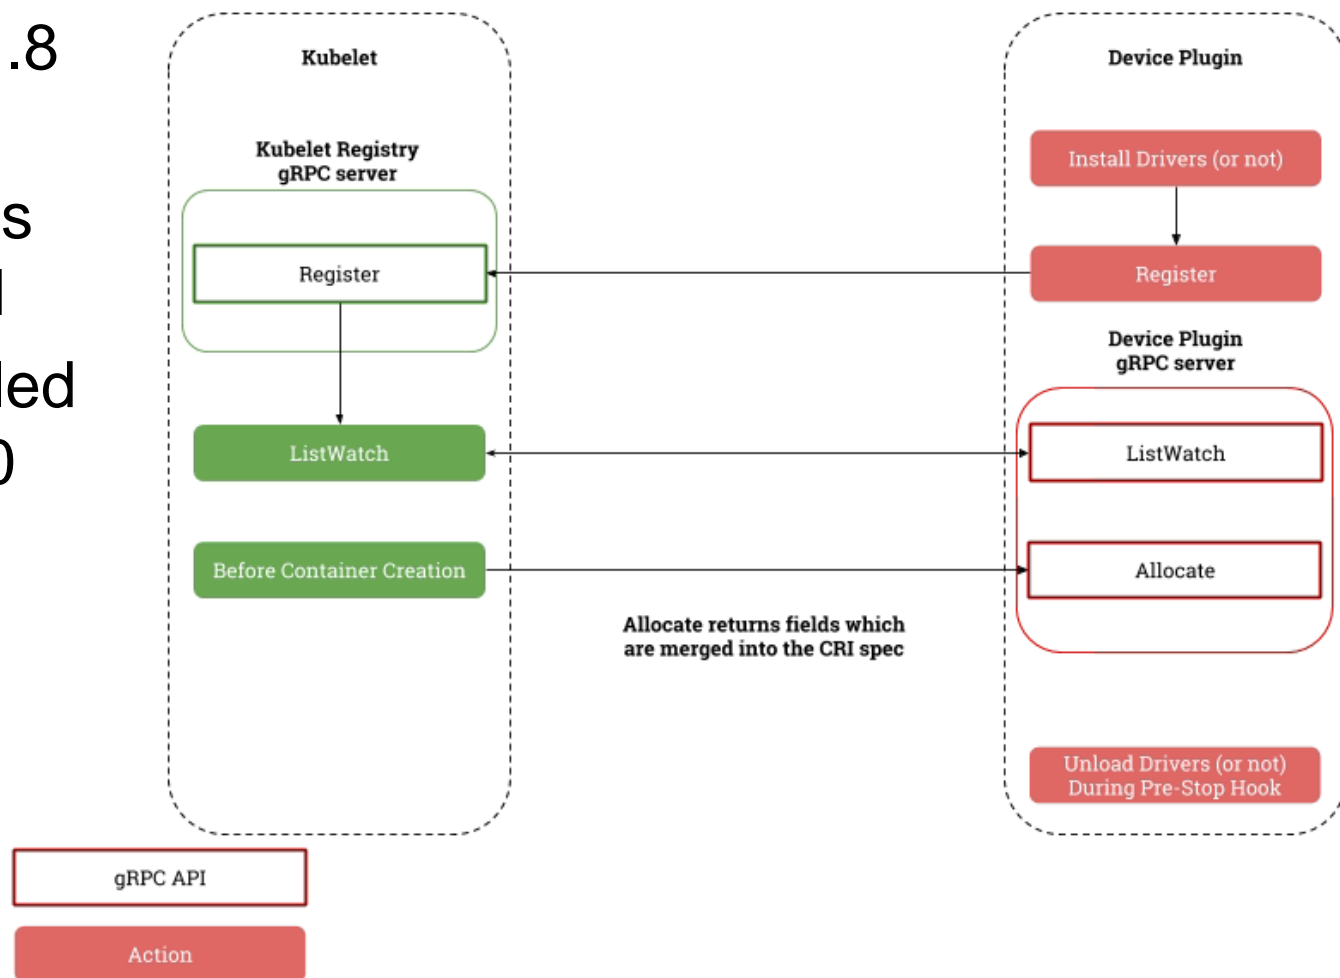 .8
s
led
0
Kubelet
Kubelet Registry
gRPC server
Register
ListWatch
Before Container Creation
Allocate returns fields which
are merged into the CRI spec
Device Plugin
Install Drivers (or not)
Register
Device Plugin
gRPC server
ListWatch
Allocate
Unload Drivers (or not)
During Pre-Stop Hook
gRPC API
Action